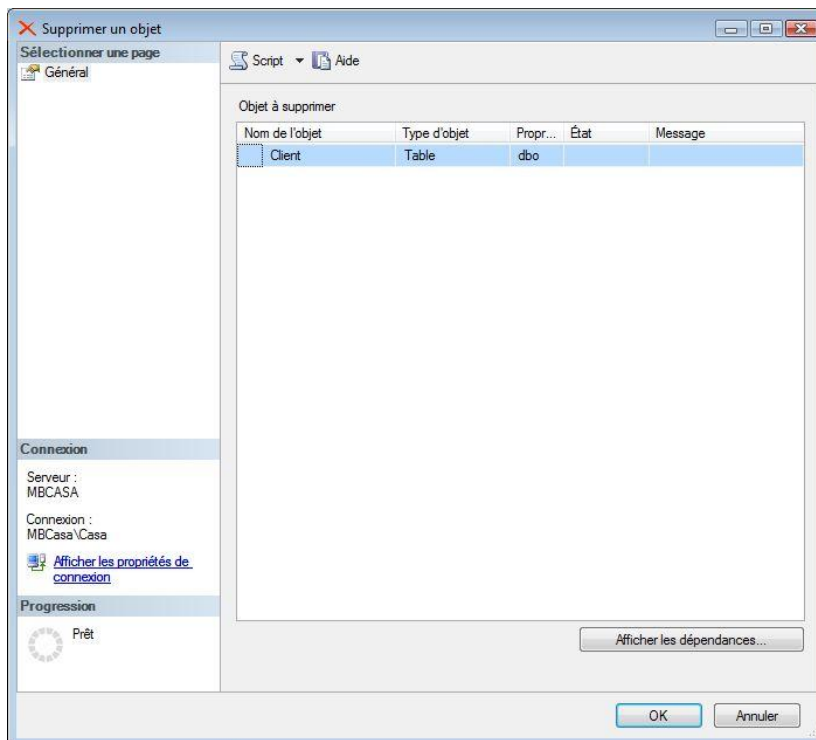 Supprimer un objet
Sélectionner une page
Général
Script Aide
Objet à supprimer
Nom de l'objet Type d'objet Propr... État Message
Client Table dbo
Connexion
Serveur :
MBCASA
Connexion :
MBCasa\Casa
Afficher les propriétés de
connexion
Progression
Prêt
Afficher les dépendances...
OK Annuler